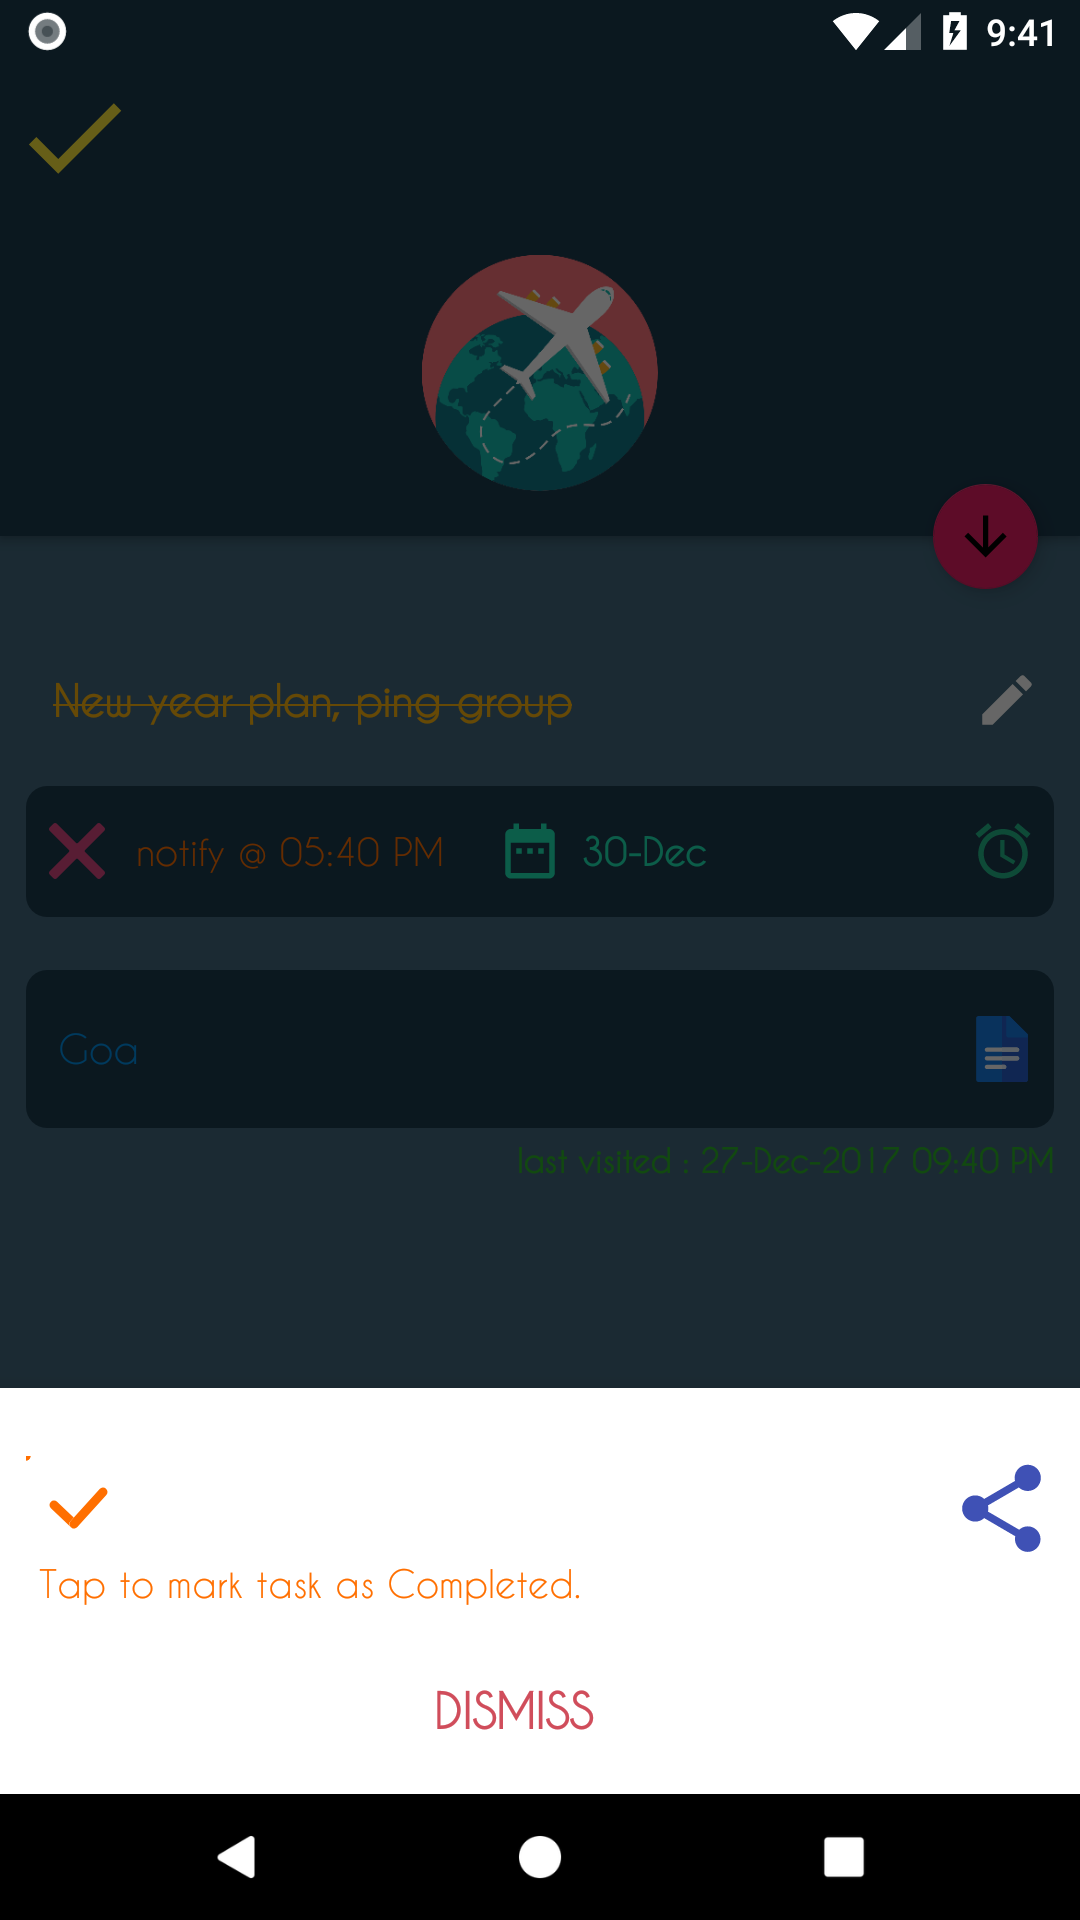 9:41
New year plan, ping group
notify @ 05:40 PM
30-Dec
Goa
last visited : 27-Dec-2017 09:40 PM
Tap to mark task as Completed.
DISMISS